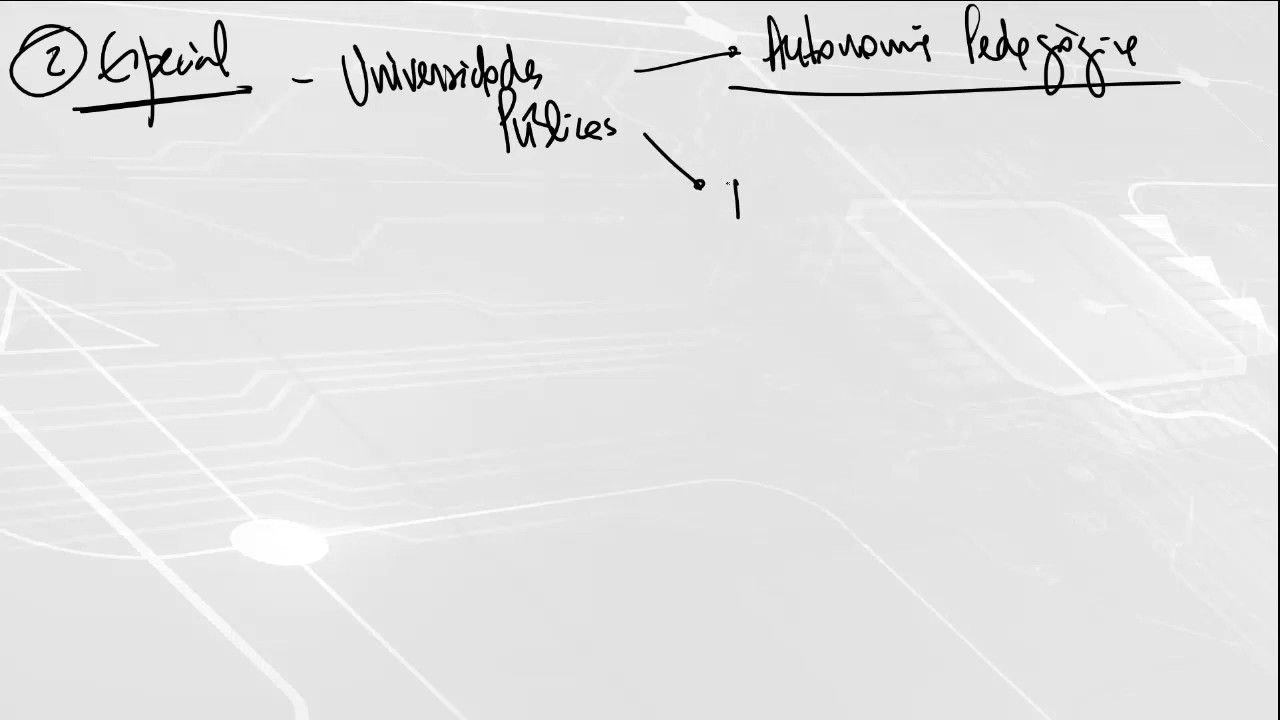 ② Especial - Universidades → Autonomia Pedagógica
Públicas